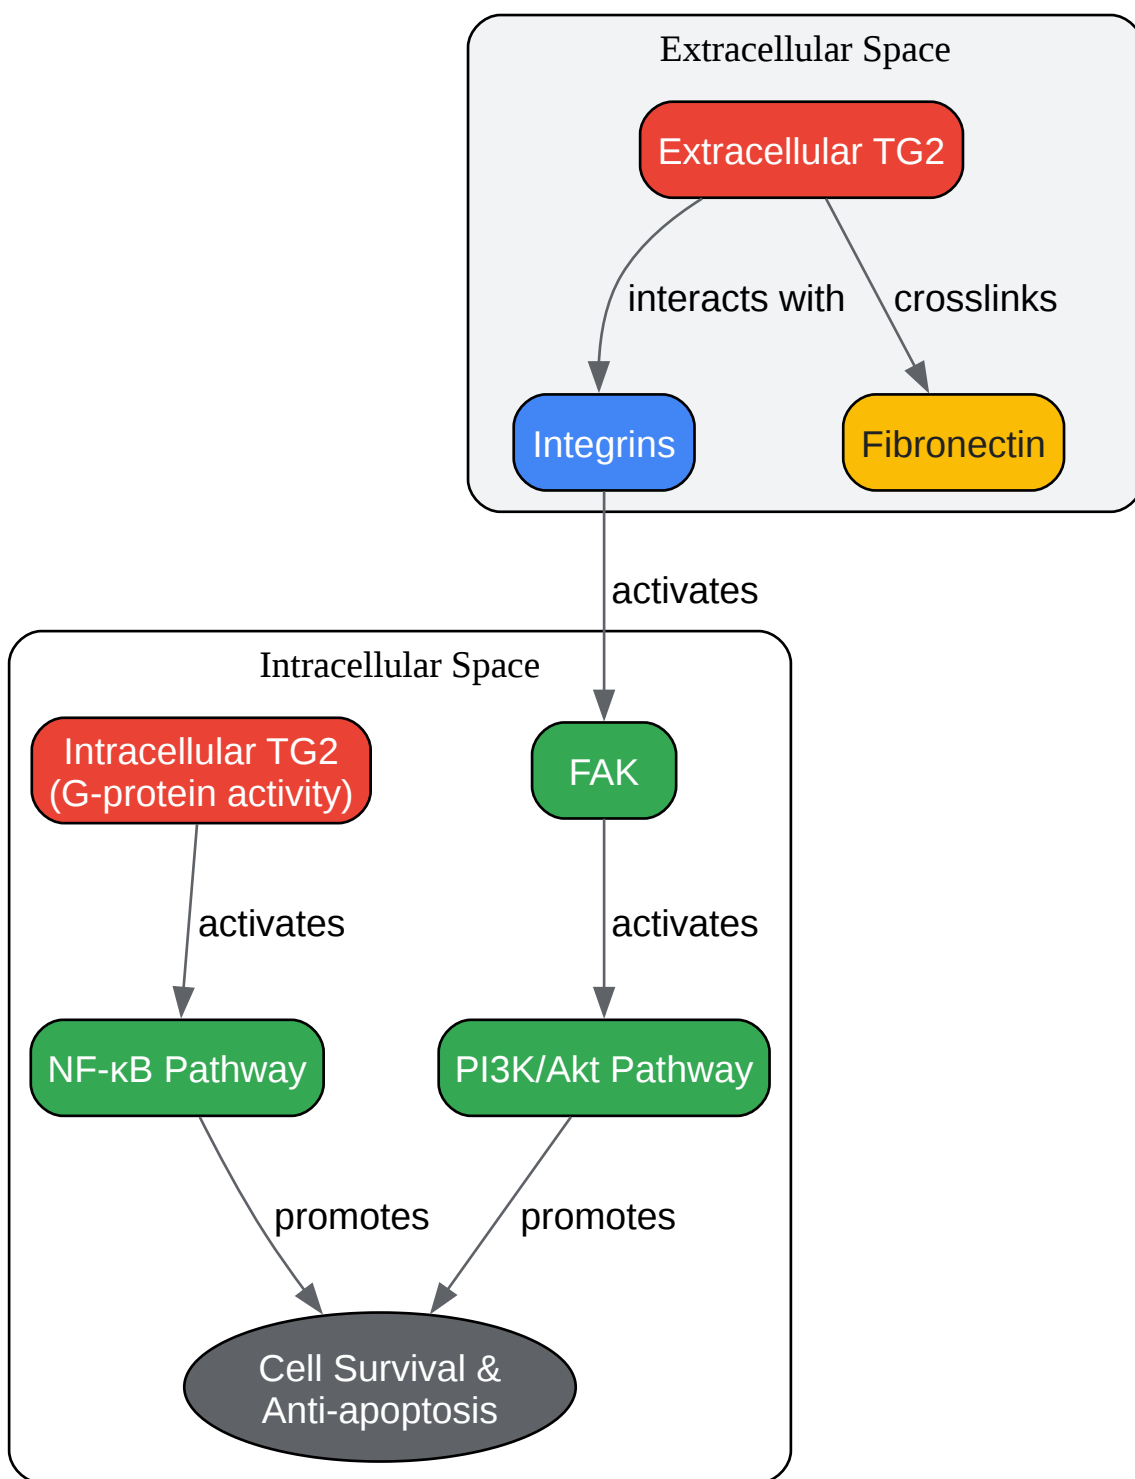 Extracellular Space
Extracellular TG2
interacts with
crosslinks
Integrins
Fibronectin
activates
Intracellular Space
Intracellular TG2
(G-protein activity)
FAK
activates
activates
NF-κB Pathway
PI3K/Akt Pathway
promotes
promotes
Cell Survival &
Anti-apoptosis